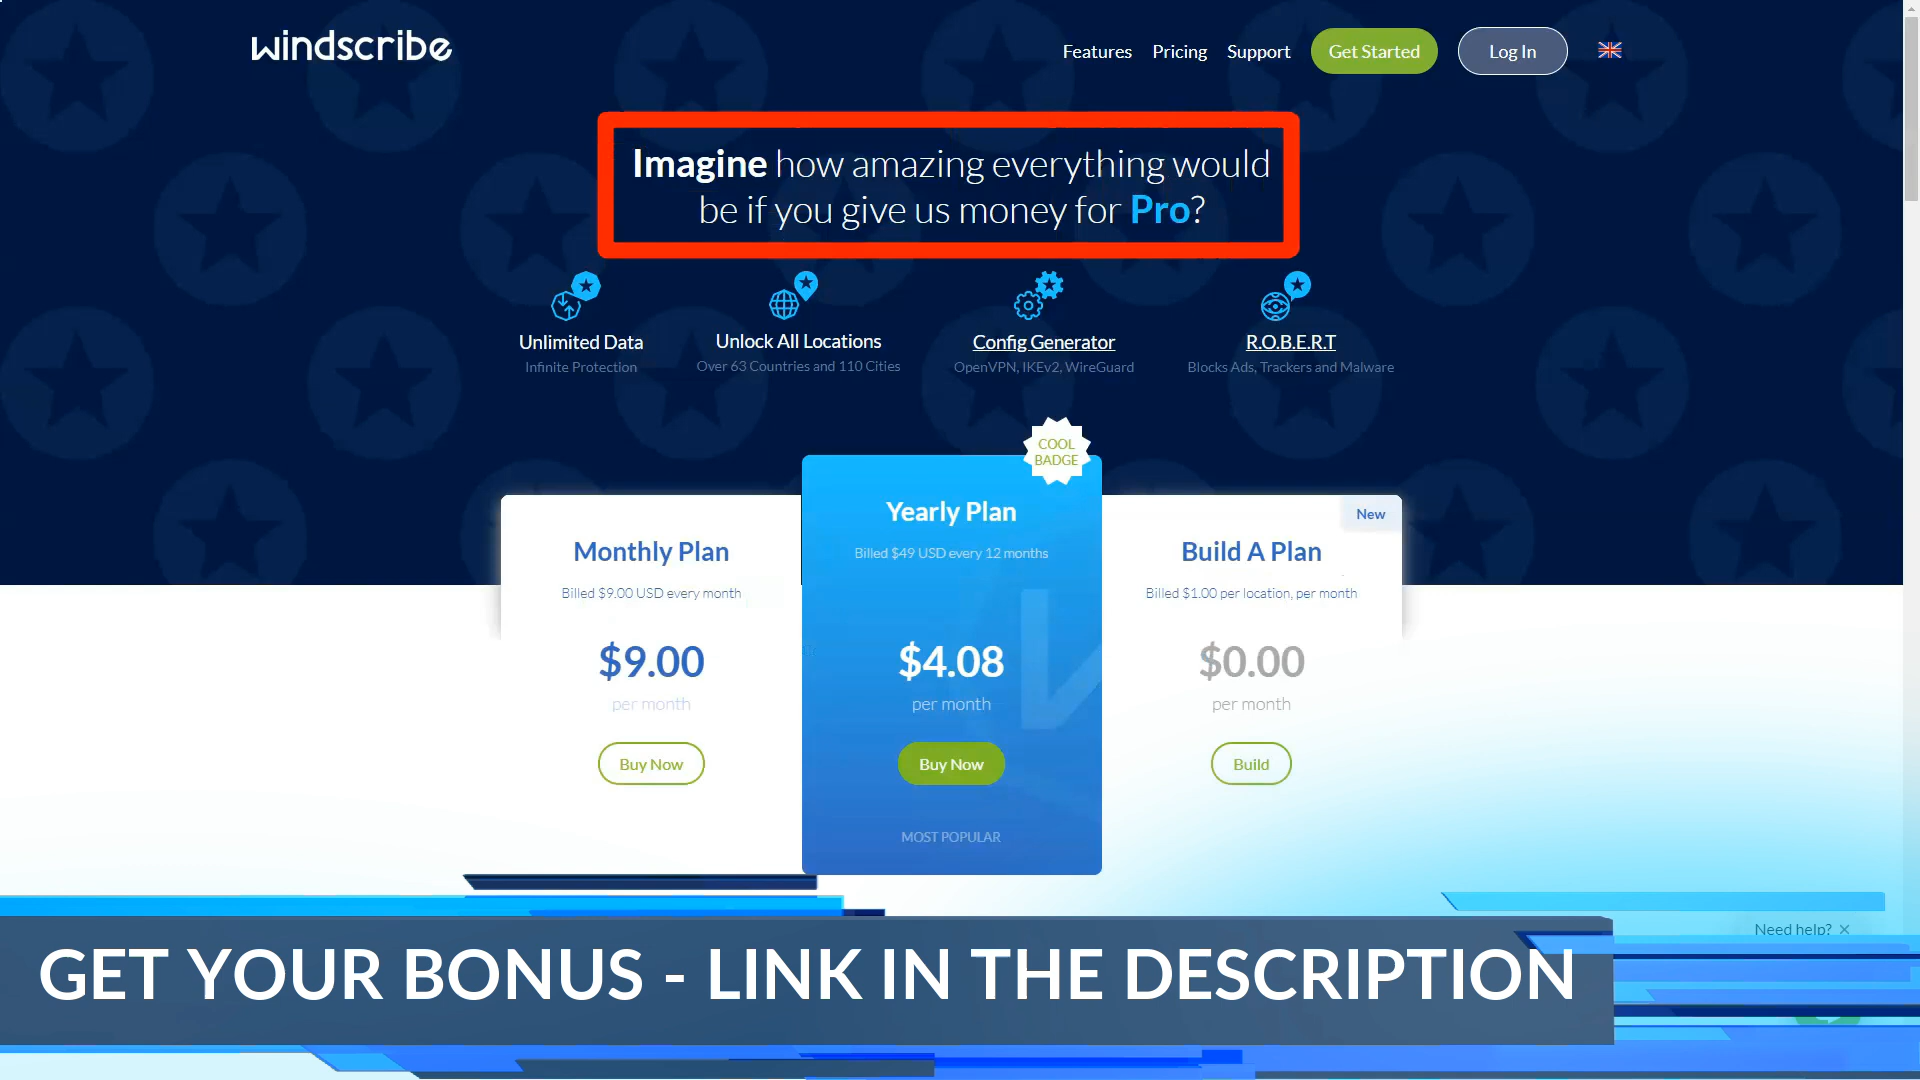 windscribe
Features Pricing Support Get Started Log In
Imagine how amazing everything would
be if you give us money for Pro?
Unlimited Data
Infinite Protection
Unlock All Locations
Over 63 Countries and 110 Cities
Config Generator
OpenVPN, IKEv2, WireGuard
R.O.B.E.R.T
Blocks Ads, Trackers and Malware
Monthly Plan
Billed $9.00 USD every month
$9.00
per month
Buy Now
COOL
BADGE
Yearly Plan
Billed $49 USD every 12 months
$4.08
per month
Buy Now
MOST POPULAR
New
Build A Plan
Billed $1.00 per location, per month
$0.00
per month
Build
Need help?
GET YOUR BONUS - LINK IN THE DESCRIPTION